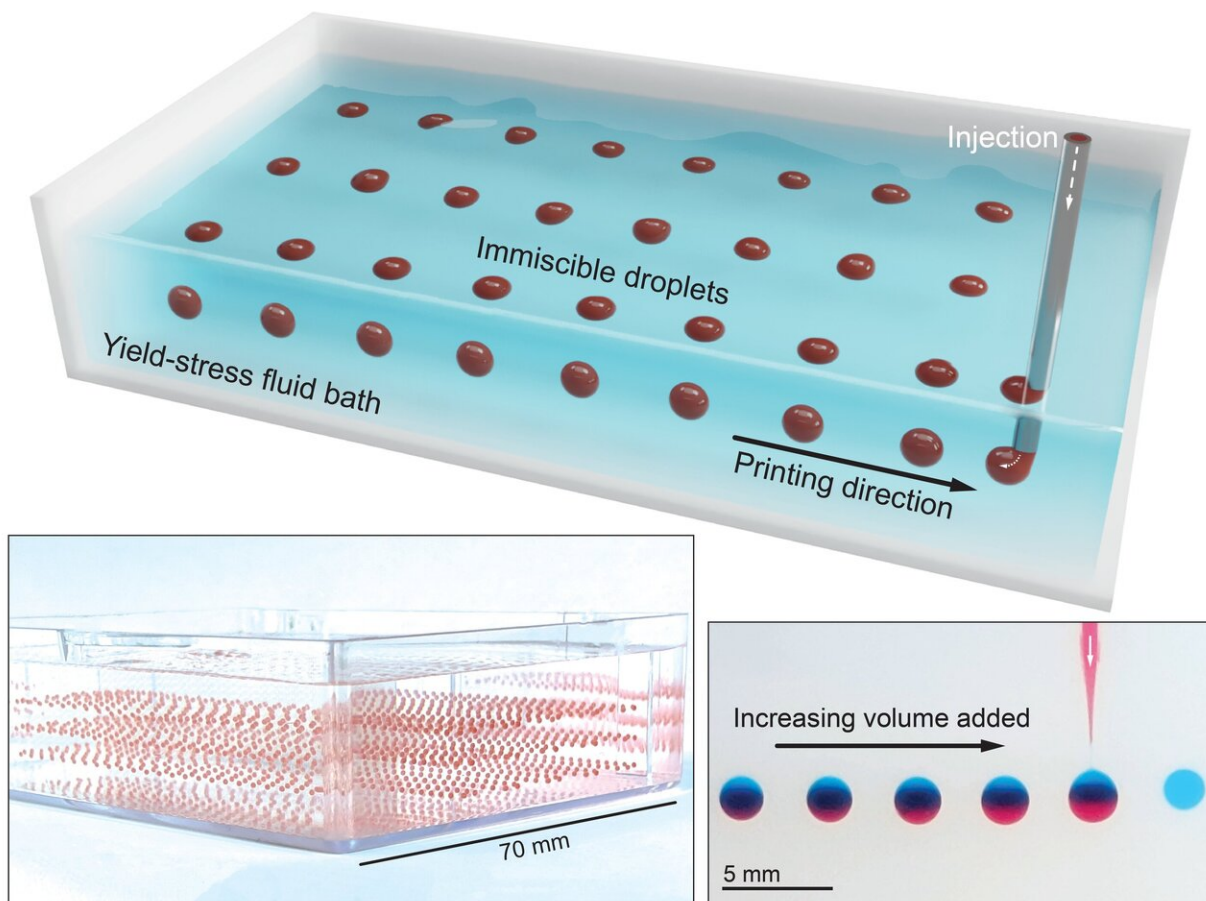 Injection
Immiscible droplets
Yield-stress fluid bath
Printing direction
70 mm
Increasing volume added
5 mm